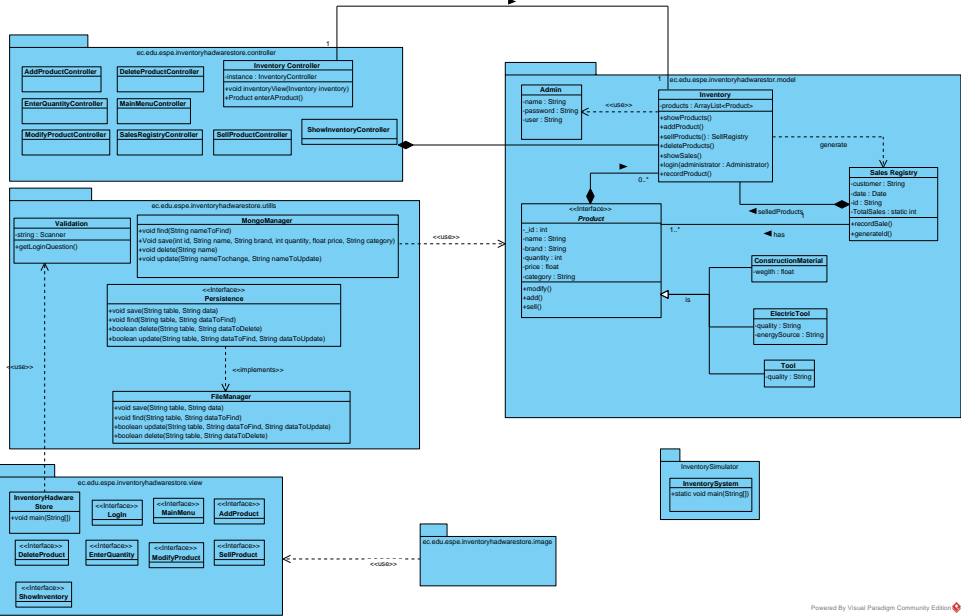 1
ec.edu.espe.inventoryhadwarestore.controller
AddProductController
DeleteProductController
Inventory Controller
-instance : InventoryController
+void inventoryView(Inventory inventory)
+Product enterAProduct()
EnterQuantityController
MainMenuController
ModifyProductController
SalesRegistryController
SellProductController
ShowInventoryController
1
ec.edu.espe.inventoryhadwarestor.model
Admin
-name : String
-password : String
-user : String
<<use>>
Inventory
-products : ArrayList<Product>
+showProducts()
+addProduct()
+sellProducts() : SellRegistry
+deleteProducts()
+showSales()
+login(administrator : Administrator)
+recordProduct()
generate
0..*
Sales Registry
-customer : String
-date : Date
-id : String
-TotalSales : static int
+recordSale()
+generateId()
selledProducts
1
1..*
has
<<Interface>>
Product
-_id : int
-name : String
-brand : String
-quantity : int
-price : float
-category : String
+modify()
+add()
+sell()
is
ConstructionMaterial
-wegith : float
ElectricTool
-quality : String
-energySource : String
Tool
-quality : String
ec.edu.espe.inventoryhadwarestore.utills
Validation
-string : Scanner
+getLoginQuestion()
MongoManager
+void find(String nameToFind)
+Void save(int id, String name, String brand, int quantity, float price, String category)
+void delete(String name)
+void update(String nameTochange, String nameToUpdate)
<<use>>
<<Interface>>
Persistence
+void save(String table, String data)
+void find(String table, String dataToFind)
+boolean delete(String table, String dataToDelete)
+boolean update(String table, String dataToFind, String dataToUpdate)
<<implements>>
<<use>>
FileManager
+void save(String table, String data)
+void find(String table, String dataToFind)
+boolean update(String table, String dataToFind, String dataToUpdate)
+boolean delete(String table, String dataToDelete)
ec.edu.espe.inventoryhadwarestore.view
InventoryHadware
Store
+void main(String[])
<<Interface>>
LogIn
<<Interface>>
MainMenu
<<Interface>>
AddProduct
<<Interface>>
DeleteProduct
<<Interface>>
EnterQuantity
<<Interface>>
ModifyProduct
<<Interface>>
SellProduct
<<Interface>>
ShowInventory
<<use>>
ec.edu.espe.inventoryhadwarestore.image
InventorySimulator
InventorySystem
+static void main(String[])
Powered By Visual Paradigm Community Edition